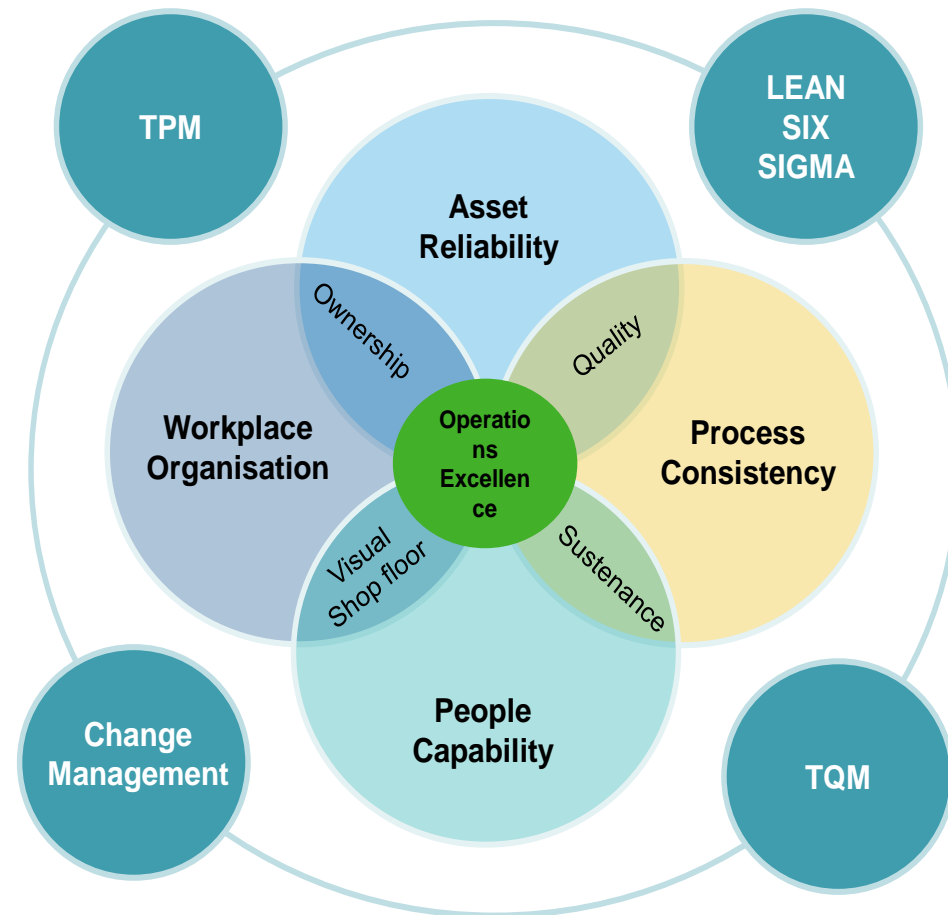 TPM
LEAN
SIX
SIGMA
Asset
Reliability
Ownership
Quality
Workplace
Organisation
Operatio
ns
Excellen
ce
Process
Consistency
Visual
Shop floor
Sustenance
People
Capability
Change
Management
TQM